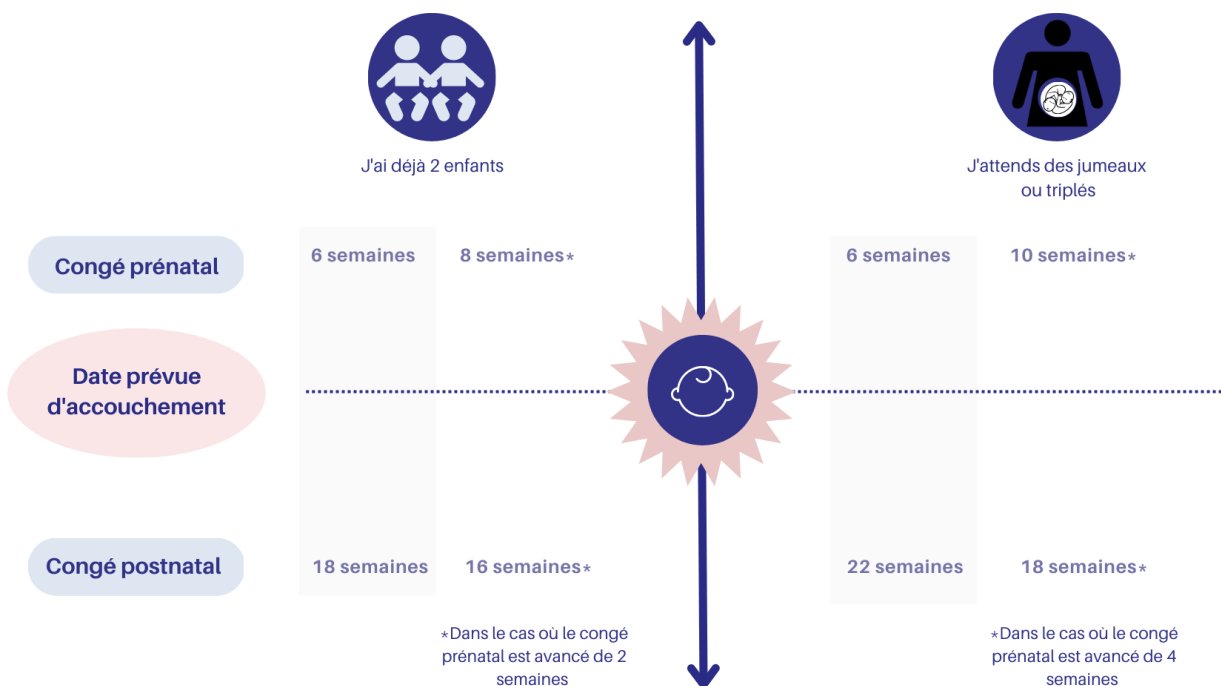 J'ai déjà 2 enfants
J'attends des jumeaux
ou triplés
Congé prénatal
6 semaines
8 semaines*
6 semaines
10 semaines*
Date prévue
d'accouchement
Congé postnatal
18 semaines
16 semaines*
22 semaines
18 semaines*
*Dans le cas où le congé
prénatal est avancé de 2
semaines
*Dans le cas où le congé
prénatal est avancé de 4
semaines